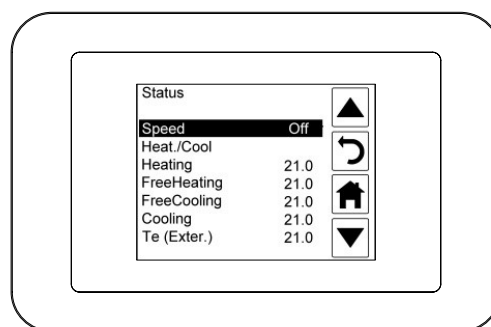 Status
Speed Off
Heat./Cool
Heating 21.0
FreeHeating 21.0
FreeCooling 21.0
Cooling 21.0
Te (Exter.) 21.0